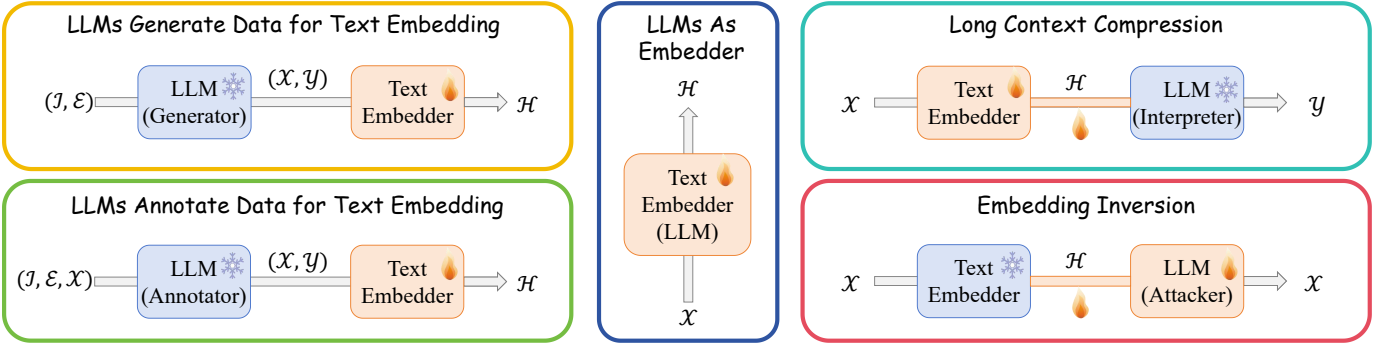 LLMs Generate Data for Text Embedding
(ℐ, ℰ)
LLM
(Generator)
(𝒳, 𝒴)
Text
Embedder
ℋ
LLMs Annotate Data for Text Embedding
(ℐ, ℰ, 𝒳)
LLM
(Annotator)
(𝒳, 𝒴)
Text
Embedder
ℋ
LLMs As
Embedder
ℋ
Text
Embedder
(LLM)
𝒳
Long Context Compression
𝒳
Text
Embedder
ℋ
LLM
(Interpreter)
𝒴
Embedding Inversion
𝒳
Text
Embedder
ℋ
LLM
(Attacker)
𝒳